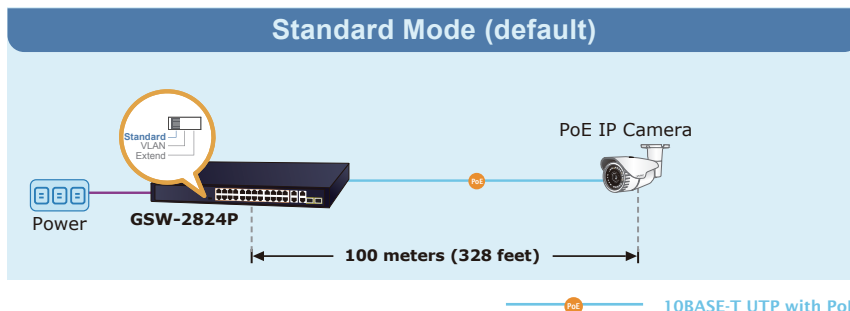 Standard Mode (default)
Standard
VLAN
Extend
PoE IP Camera
PoE
Power
GSW-2824P
100 meters (328 feet)
PoE
10BASE-T UTP with PoE